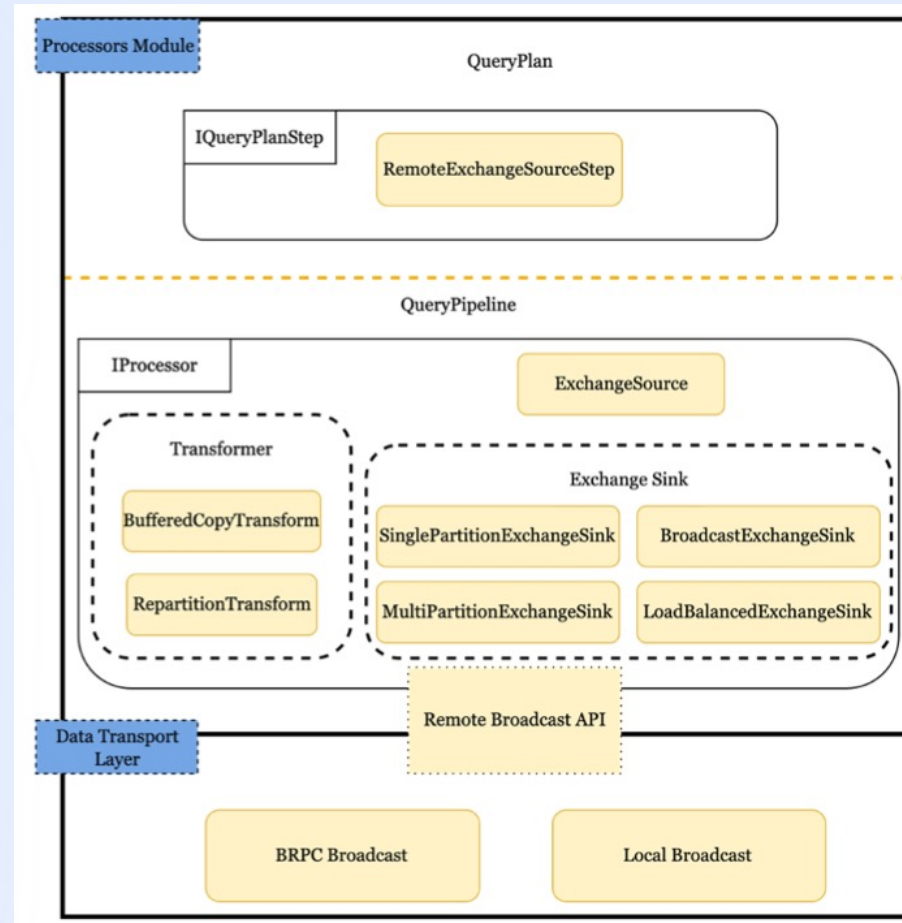 Processors Module
QueryPlan
IQueryPlanStep
RemoteExchangeSourceStep
QueryPipeline
IProcessor
ExchangeSource
Transformer
Exchange Sink
BufferedCopyTransform
SinglePartitionExchangeSink
BroadcastExchangeSink
RepartitionTransform
MultiPartitionExchangeSink
LoadBalancedExchangeSink
Remote Broadcast API
Data Transport
Layer
BRPC Broadcast
Local Broadcast